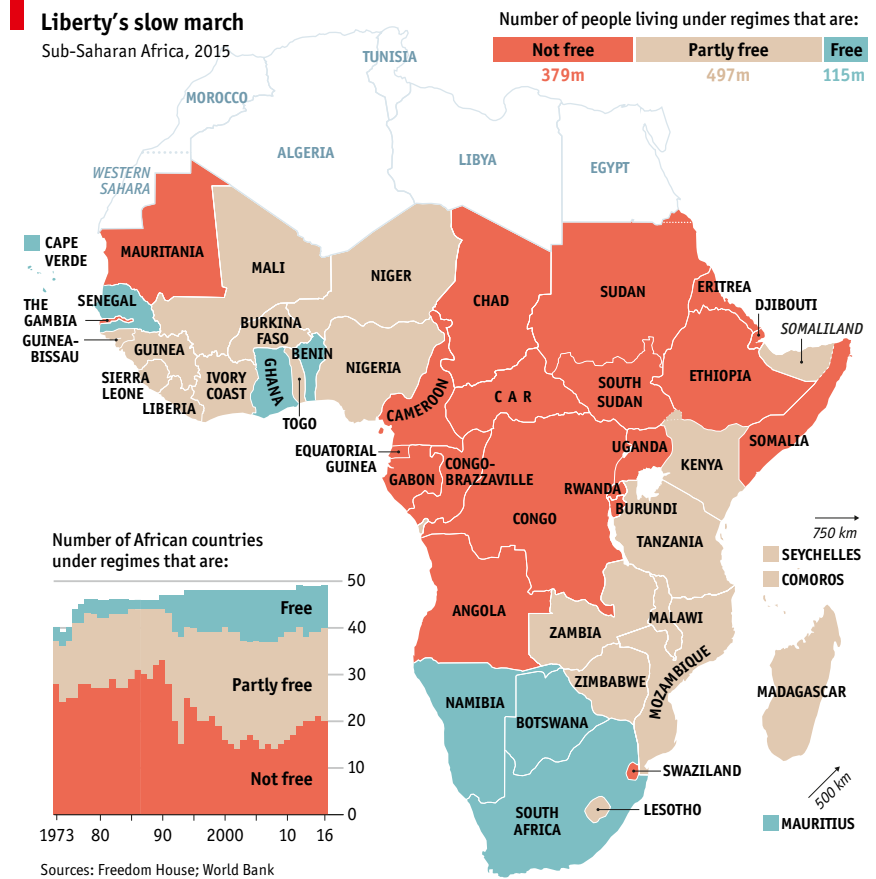 Liberty's slow march
Sub-Saharan Africa, 2015
Number of people living under regimes that are:
Not free
Partly free
Free
379m
497m
115m
TUNISIA
MOROCCO
ALGERIA
LIBYA
EGYPT
WESTERN
SAHARA
CAPE
VERDE
MAURITANIA
MALI
NIGER
CHAD
SUDAN
ERITREA
DJIBOUTI
SOMALILAND
SENEGAL
THE
GAMBIA
GUINEA-
BISSAU
GUINEA
SIERRA
LEONE
LIBERIA
IVORY
COAST
BURKINA
FASO
GHANA
BENIN
TOGO
NIGERIA
CAMEROON
C A R
SOUTH
SUDAN
ETHIOPIA
SOMALIA
EQUATORIAL
GUINEA
GABON
CONGO-
BRAZZAVILLE
UGANDA
KENYA
RWANDA
BURUNDI
CONGO
TANZANIA
750 km
SEYCHELLES
COMOROS
ANGOLA
ZAMBIA
MALAWI
MOZAMBIQUE
ZIMBABWE
MADAGASCAR
NAMIBIA
BOTSWANA
SWAZILAND
500 km
SOUTH
AFRICA
LESOTHO
MAURITIUS
Number of African countries
under regimes that are:
50
Free
40
30
Partly free
20
10
Not free
0
1973 80 90 2000 10 16
Sources: Freedom House; World Bank